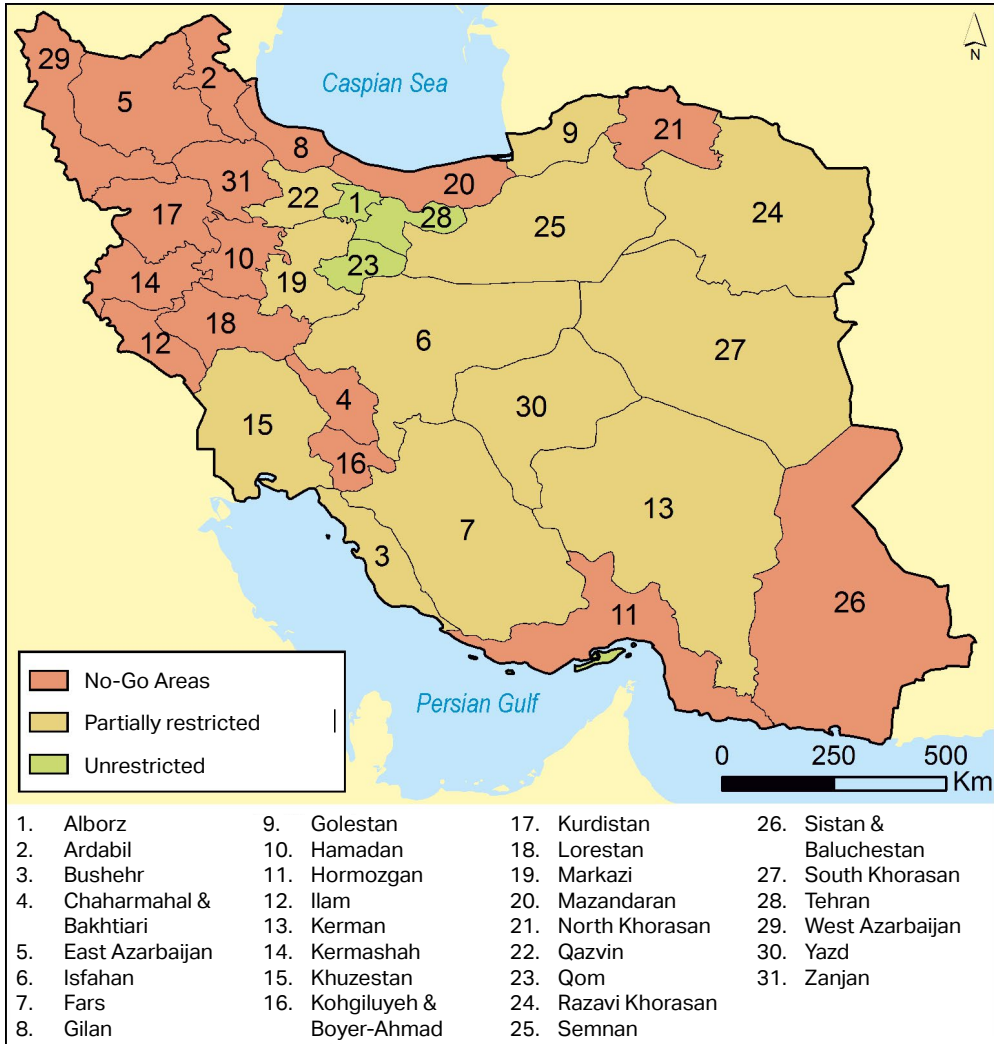 N
Caspian Sea
29
2
5
8
9
21
31
20
22
1
28
24
17
25
10
23
14
19
18
12
6
27
4
30
15
16
13
7
3
26
11
No-Go Areas
Partially restricted
Unrestricted
Persian Gulf
0 250 500
Km
1. Alborz
2. Ardabil
3. Bushehr
4. Chaharmahal &
Bakhtiari
5. East Azarbaijan
6. Isfahan
7. Fars
8. Gilan
9. Golestan
10. Hamadan
11. Hormozgan
12. Ilam
13. Kerman
14. Kermashah
15. Khuzestan
16. Kohgiluyeh &
Boyer-Ahmad
17. Kurdistan
18. Lorestan
19. Markazi
20. Mazandaran
21. North Khorasan
22. Qazvin
23. Qom
24. Razavi Khorasan
25. Semnan
26. Sistan &
Baluchestan
27. South Khorasan
28. Tehran
29. West Azarbaijan
30. Yazd
31. Zanjan